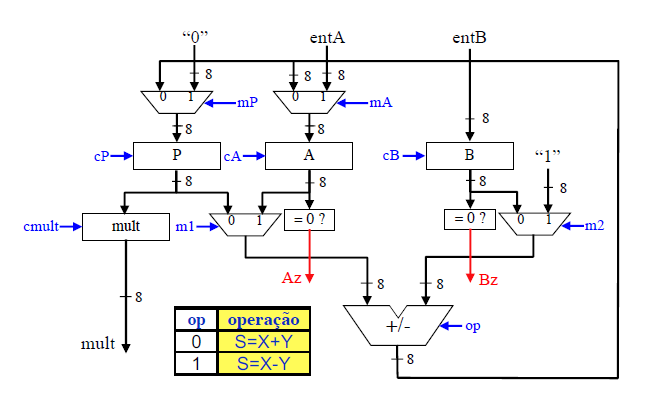 “0” entA entB
8 8 8
0 1 0 1
mP mA
8
8 8
cP P cA A cB B “1”
8 8 8 8
cmult mult m1 0 1 = 0 ? = 0 ? 0 1 m2
Az Bz
8 8
8
op operação
0 S=X+Y
1 S=X-Y
+/- op
mult
8